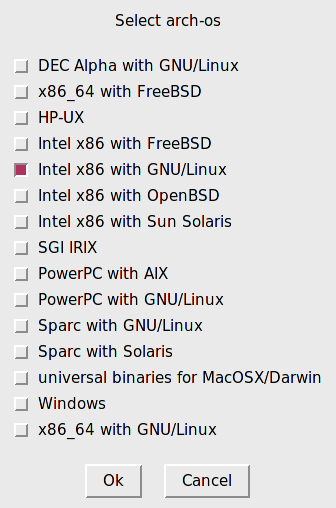 Select arch-os
DEC Alpha with GNU/Linux
x86_64 with FreeBSD
HP-UX
Intel x86 with FreeBSD
Intel x86 with GNU/Linux
Intel x86 with OpenBSD
Intel x86 with Sun Solaris
SGI IRIX
PowerPC with AIX
PowerPC with GNU/Linux
Sparc with GNU/Linux
Sparc with Solaris
universal binaries for MacOSX/Darwin
Windows
x86_64 with GNU/Linux
Ok Cancel